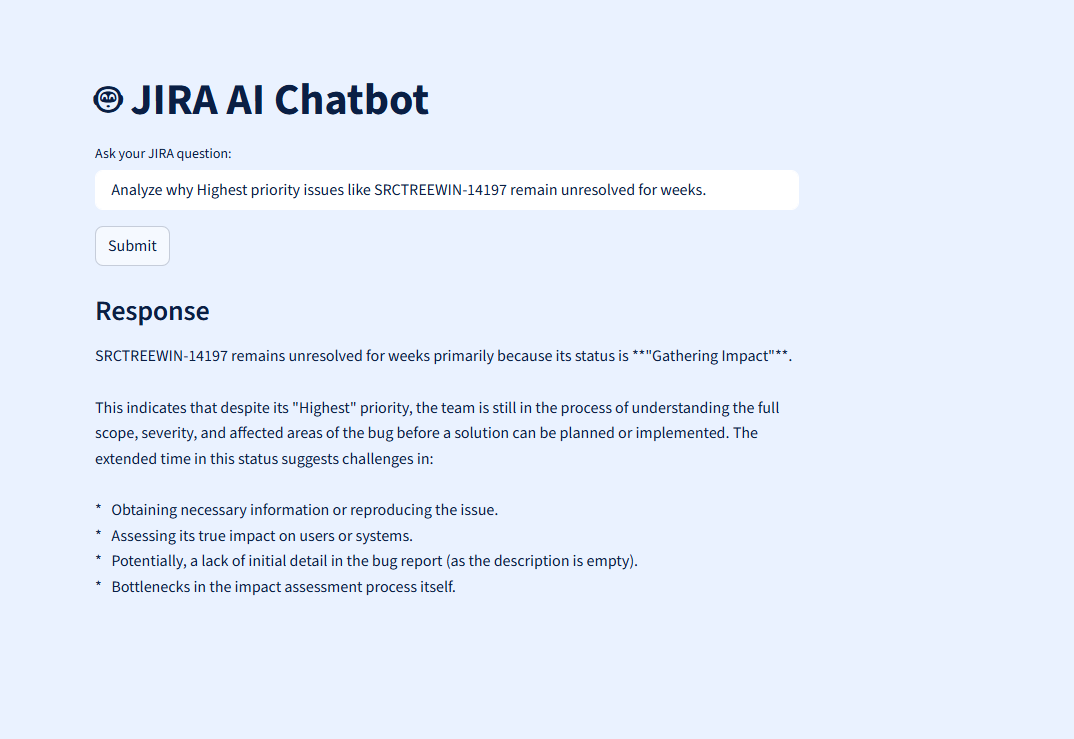 JIRA AI Chatbot
Ask your JIRA question:
Analyze why Highest priority issues like SRCTREEWIN-14197 remain unresolved for weeks.
Submit
Response
SRCTREEWIN-14197 remains unresolved for weeks primarily because its status is **"Gathering Impact"**.
This indicates that despite its "Highest" priority, the team is still in the process of understanding the full
scope, severity, and affected areas of the bug before a solution can be planned or implemented. The
extended time in this status suggests challenges in:
* Obtaining necessary information or reproducing the issue.
* Assessing its true impact on users or systems.
* Potentially, a lack of initial detail in the bug report (as the description is empty).
* Bottlenecks in the impact assessment process itself.